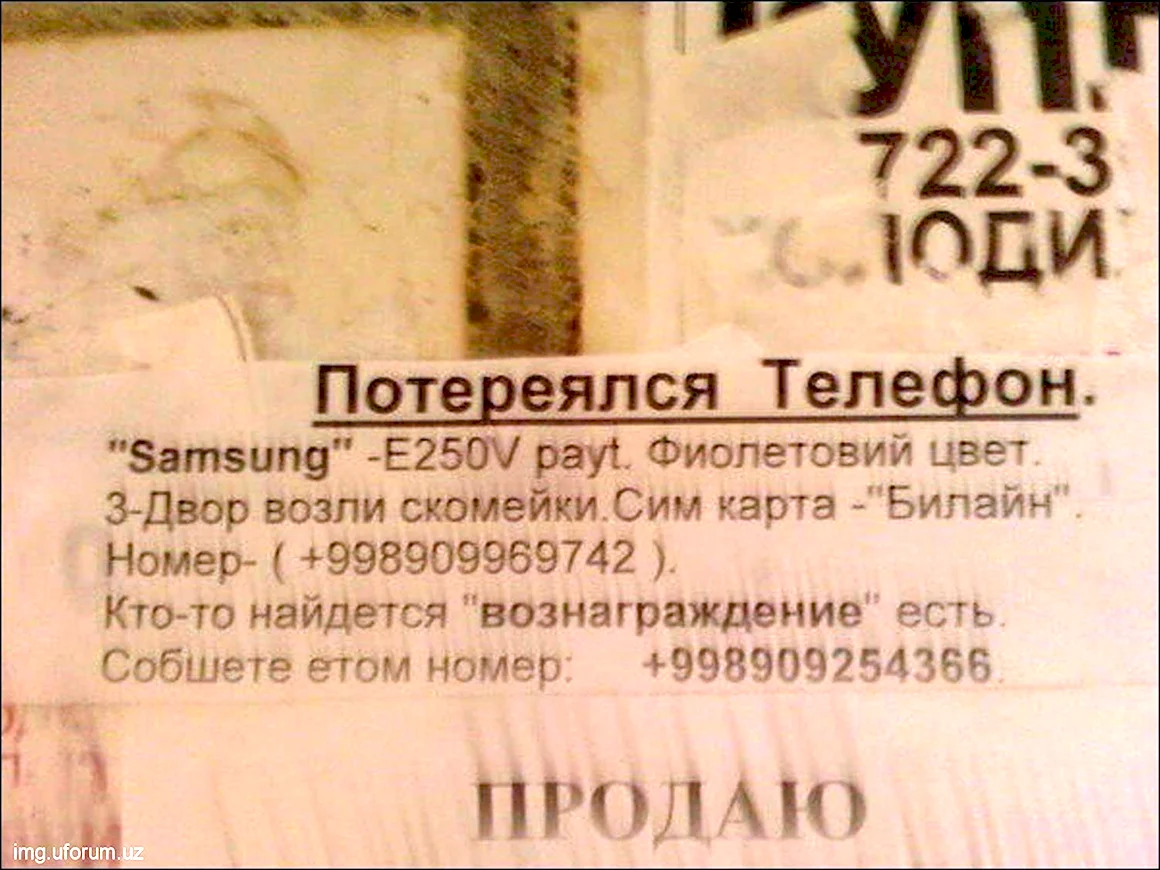 УП.
722-3
ЮДИ
Потереялся Телефон.
"Samsung" -E250V payt. Фиолетовий цвет.
3-Двор возли скомейки.Сим карта -"Билайн".
Номер- ( +998909969742 ).
Кто-то найдется "вознаграждение" есть.
Собшете етом номер: +998909254366.
ПРОДАЮ
img.uforum.uz